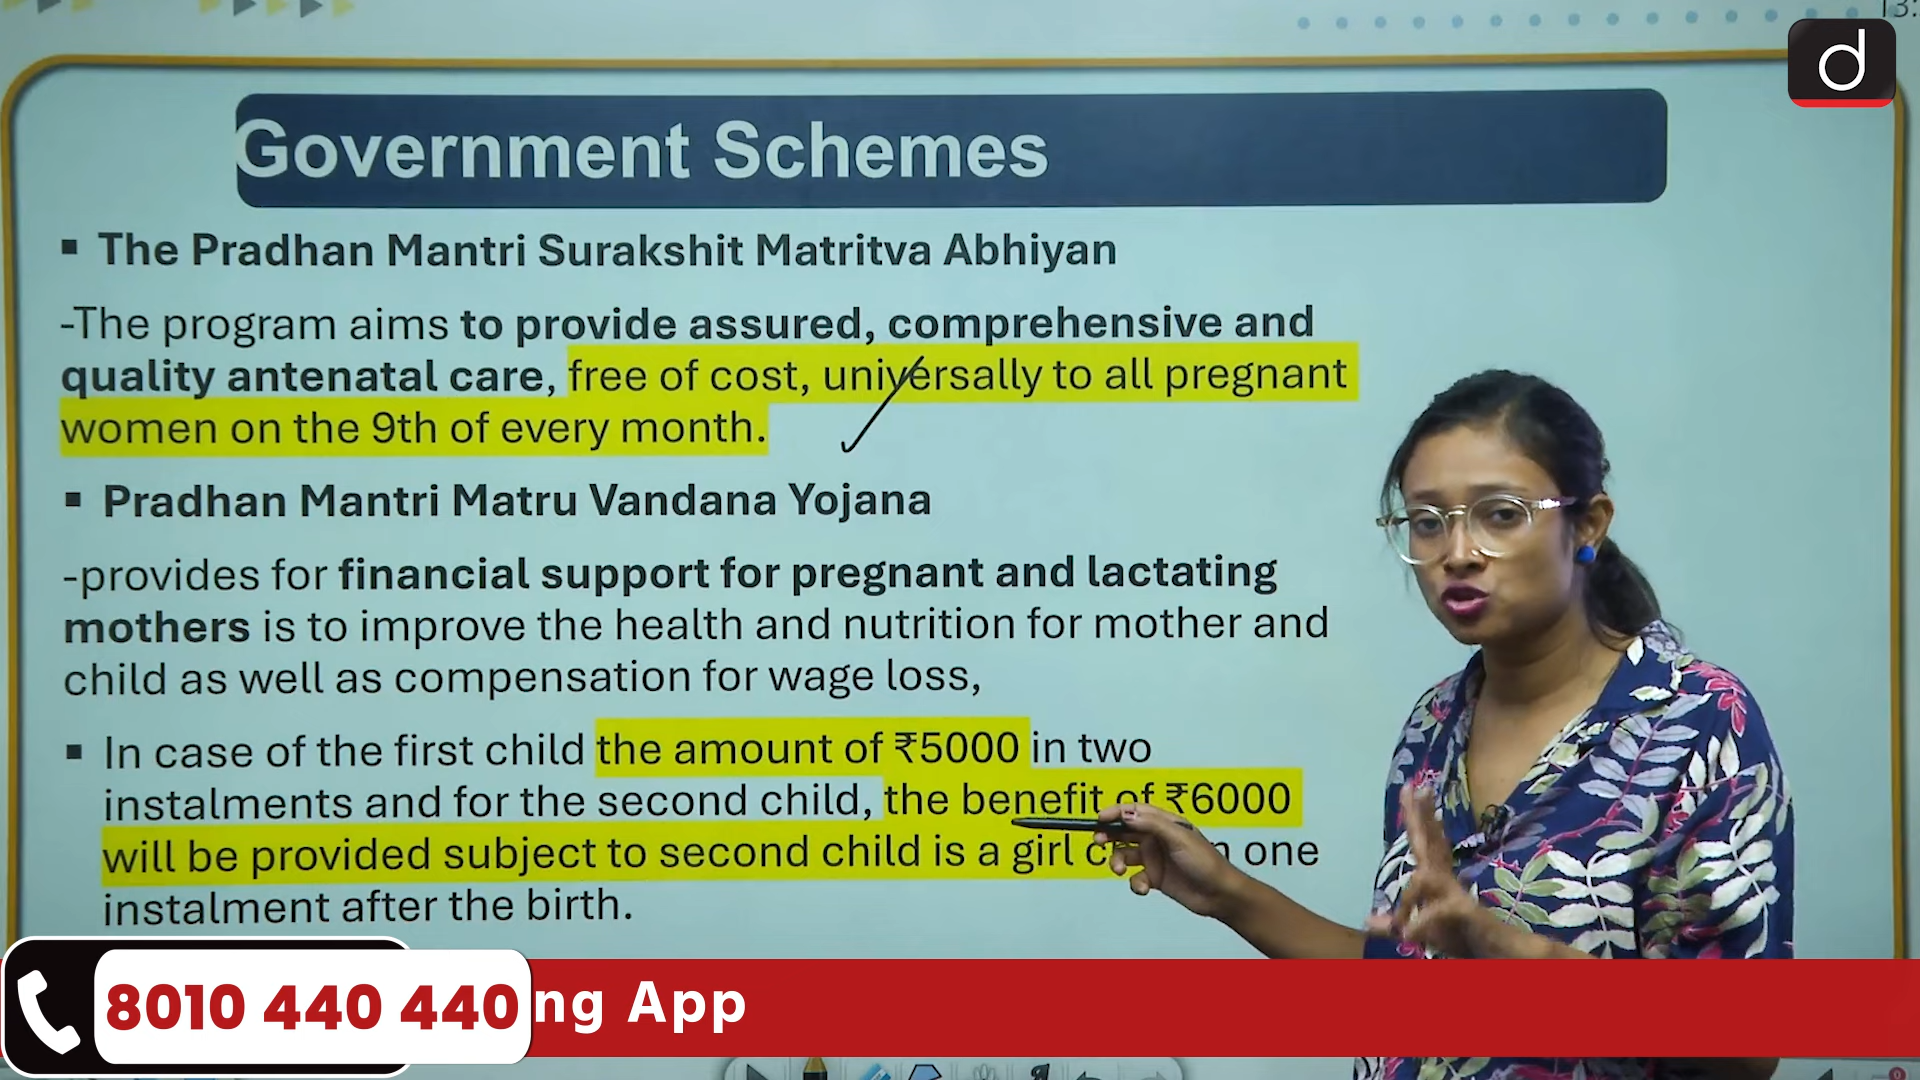 13:
d
Government Schemes
▪ The Pradhan Mantri Surakshit Matritva Abhiyan
-The program aims to provide assured, comprehensive and
quality antenatal care, free of cost, universally to all pregnant
women on the 9th of every month.
▪ Pradhan Mantri Matru Vandana Yojana
-provides for financial support for pregnant and lactating
mothers is to improve the health and nutrition for mother and
child as well as compensation for wage loss,
▪ In case of the first child the amount of ₹5000 in two
instalments and for the second child, the benefit of ₹6000
will be provided subject to second child is a girl one
instalment after the birth.
8010 440 440
ng App